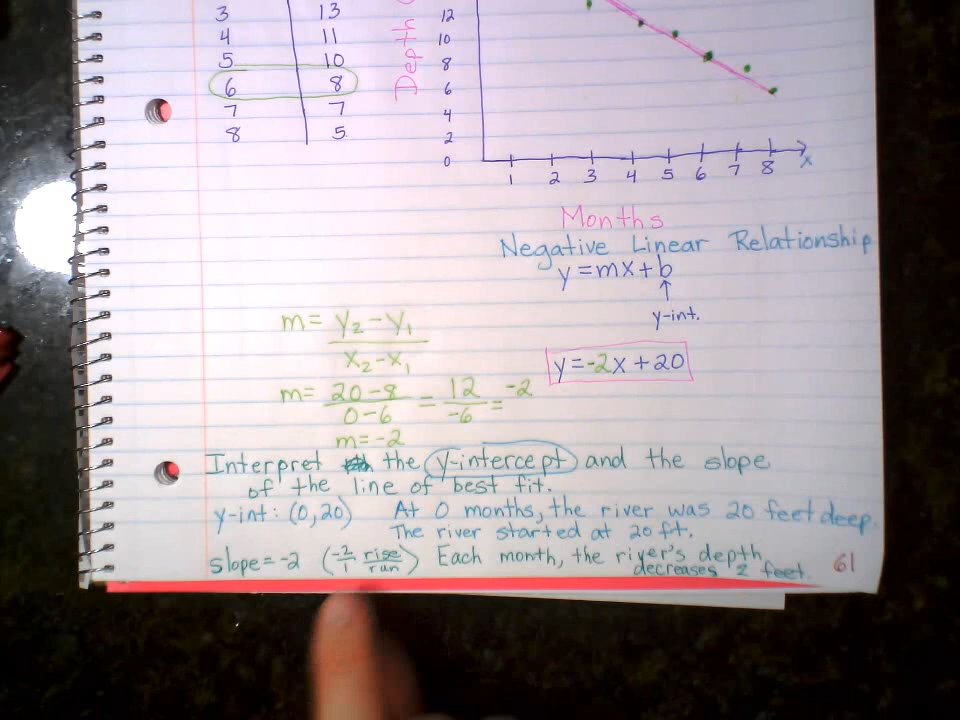 3 13
4 11
5 10
6 8
7 7
8 5
Depth (
12
10
8
6
4
2
0
1 2 3 4 5 6 7 8 x
Months
Negative Linear Relationship
y = mx + b
↑
y-int.
m = y₂ - y₁ / x₂ - x₁
y = -2x + 20
m = 20 - 8 / 0 - 6 = 12 / -6 = -2
m = -2
Interpret the y-intercept and the slope
of the line of best fit.
y-int: (0, 20) At 0 months, the river was 20 feet deep.
The river started at 20 ft.
slope = -2 (-2/1 rise/run) Each month, the river's depth
decreases 2 feet.
61